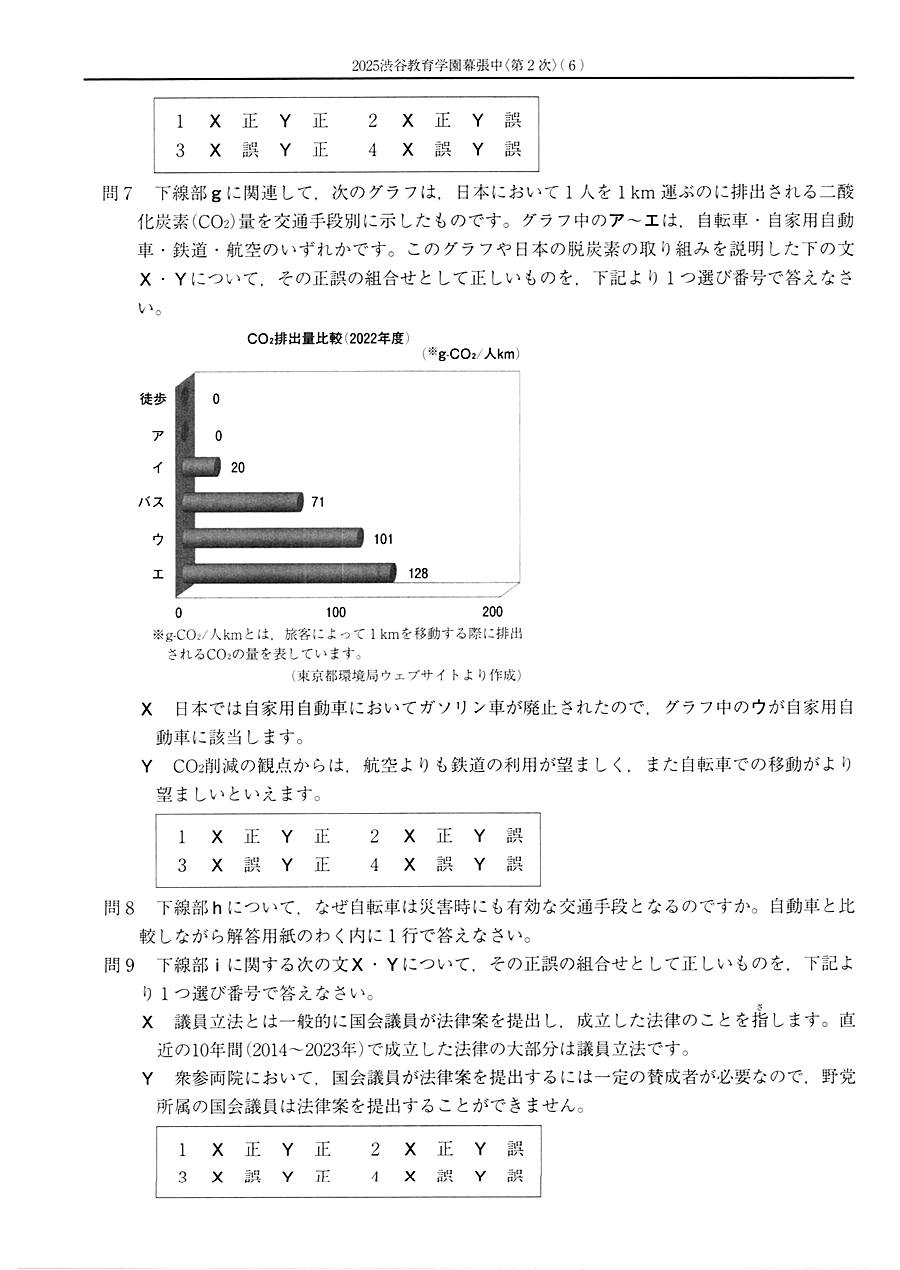 2025渋谷教育学園幕張中〈第2次〉(6)
1 X 正 Y 正 2 X 正 Y 誤
3 X 誤 Y 正 4 X 誤 Y 誤
問7 下線部gに関連して，次のグラフは，日本において1人を1km 運ぶのに排出される二酸
化炭素(CO₂)量を交通手段別に示したものです。グラフ中のア～エは，自転車・自家用自動
車・鉄道・航空のいずれかです。このグラフや日本の脱炭素の取り組みを説明した下の文
X・Yについて，その正誤の組合せとして正しいものを，下記より1つ選び番号で答えなさ
い。
CO₂排出量比較(2022年度)
(※g-CO₂/人km)
徒歩 0
ア 0
イ 20
バス 71
ウ 101
エ 128
0 100 200
※g-CO₂/人kmとは，旅客によって1kmを移動する際に排出
されるCO₂の量を表しています。
(東京都環境局ウェブサイトより作成)
X 日本では自家用自動車においてガソリン車が廃止されたので，グラフ中のウが自家用自
動車に該当します。
Y CO₂削減の観点からは，航空よりも鉄道の利用が望ましく，また自転車での移動がより
望ましいといえます。
1 X 正 Y 正 2 X 正 Y 誤
3 X 誤 Y 正 4 X 誤 Y 誤
問8 下線部hについて，なぜ自転車は災害時にも有効な交通手段となるのですか。自動車と比
較しながら解答用紙のわく内に1行で答えなさい。
問9 下線部iに関する次の文X・Yについて，その正誤の組合せとして正しいものを，下記よ
り1つ選び番号で答えなさい。
X 議員立法とは一般的に国会議員が法律案を提出し，成立した法律のことを指さします。直
近の10年間(2014～2023年)で成立した法律の大部分は議員立法です。
Y 衆参両院において，国会議員が法律案を提出するには一定の賛成者が必要なので，野党
所属の国会議員は法律案を提出することができません。
1 X 正 Y 正 2 X 正 Y 誤
3 X 誤 Y 正 4 X 誤 Y 誤